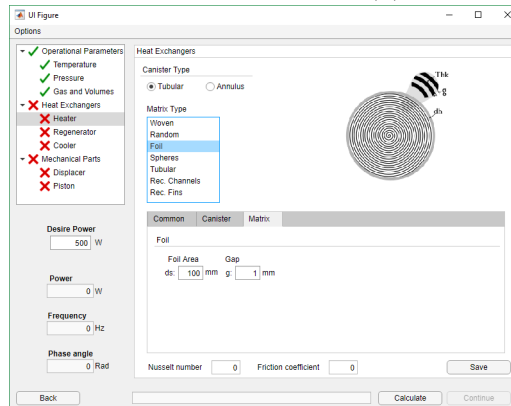 UI Figure
Options
Operational Parameters
Temperature
Pressure
Gas and Volumes
Heat Exchangers
Heater
Regenerator
Cooler
Mechanical Parts
Displacer
Piston
Desire Power
500 W
Power
0 W
Frequency
0 Hz
Phase angle
0 Rad
Heat Exchangers
Canister Type
Tubular Annulus
Matrix Type
Woven
Random
Foil
Spheres
Tubular
Rec. Channels
Rec. Fins
Thk
g
dh
Common Canister Matrix
Foil
Foil Area Gap
ds: 100 mm g: 1 mm
Nusselt number 0 Friction coefficient 0 Save
Back Calculate Continue